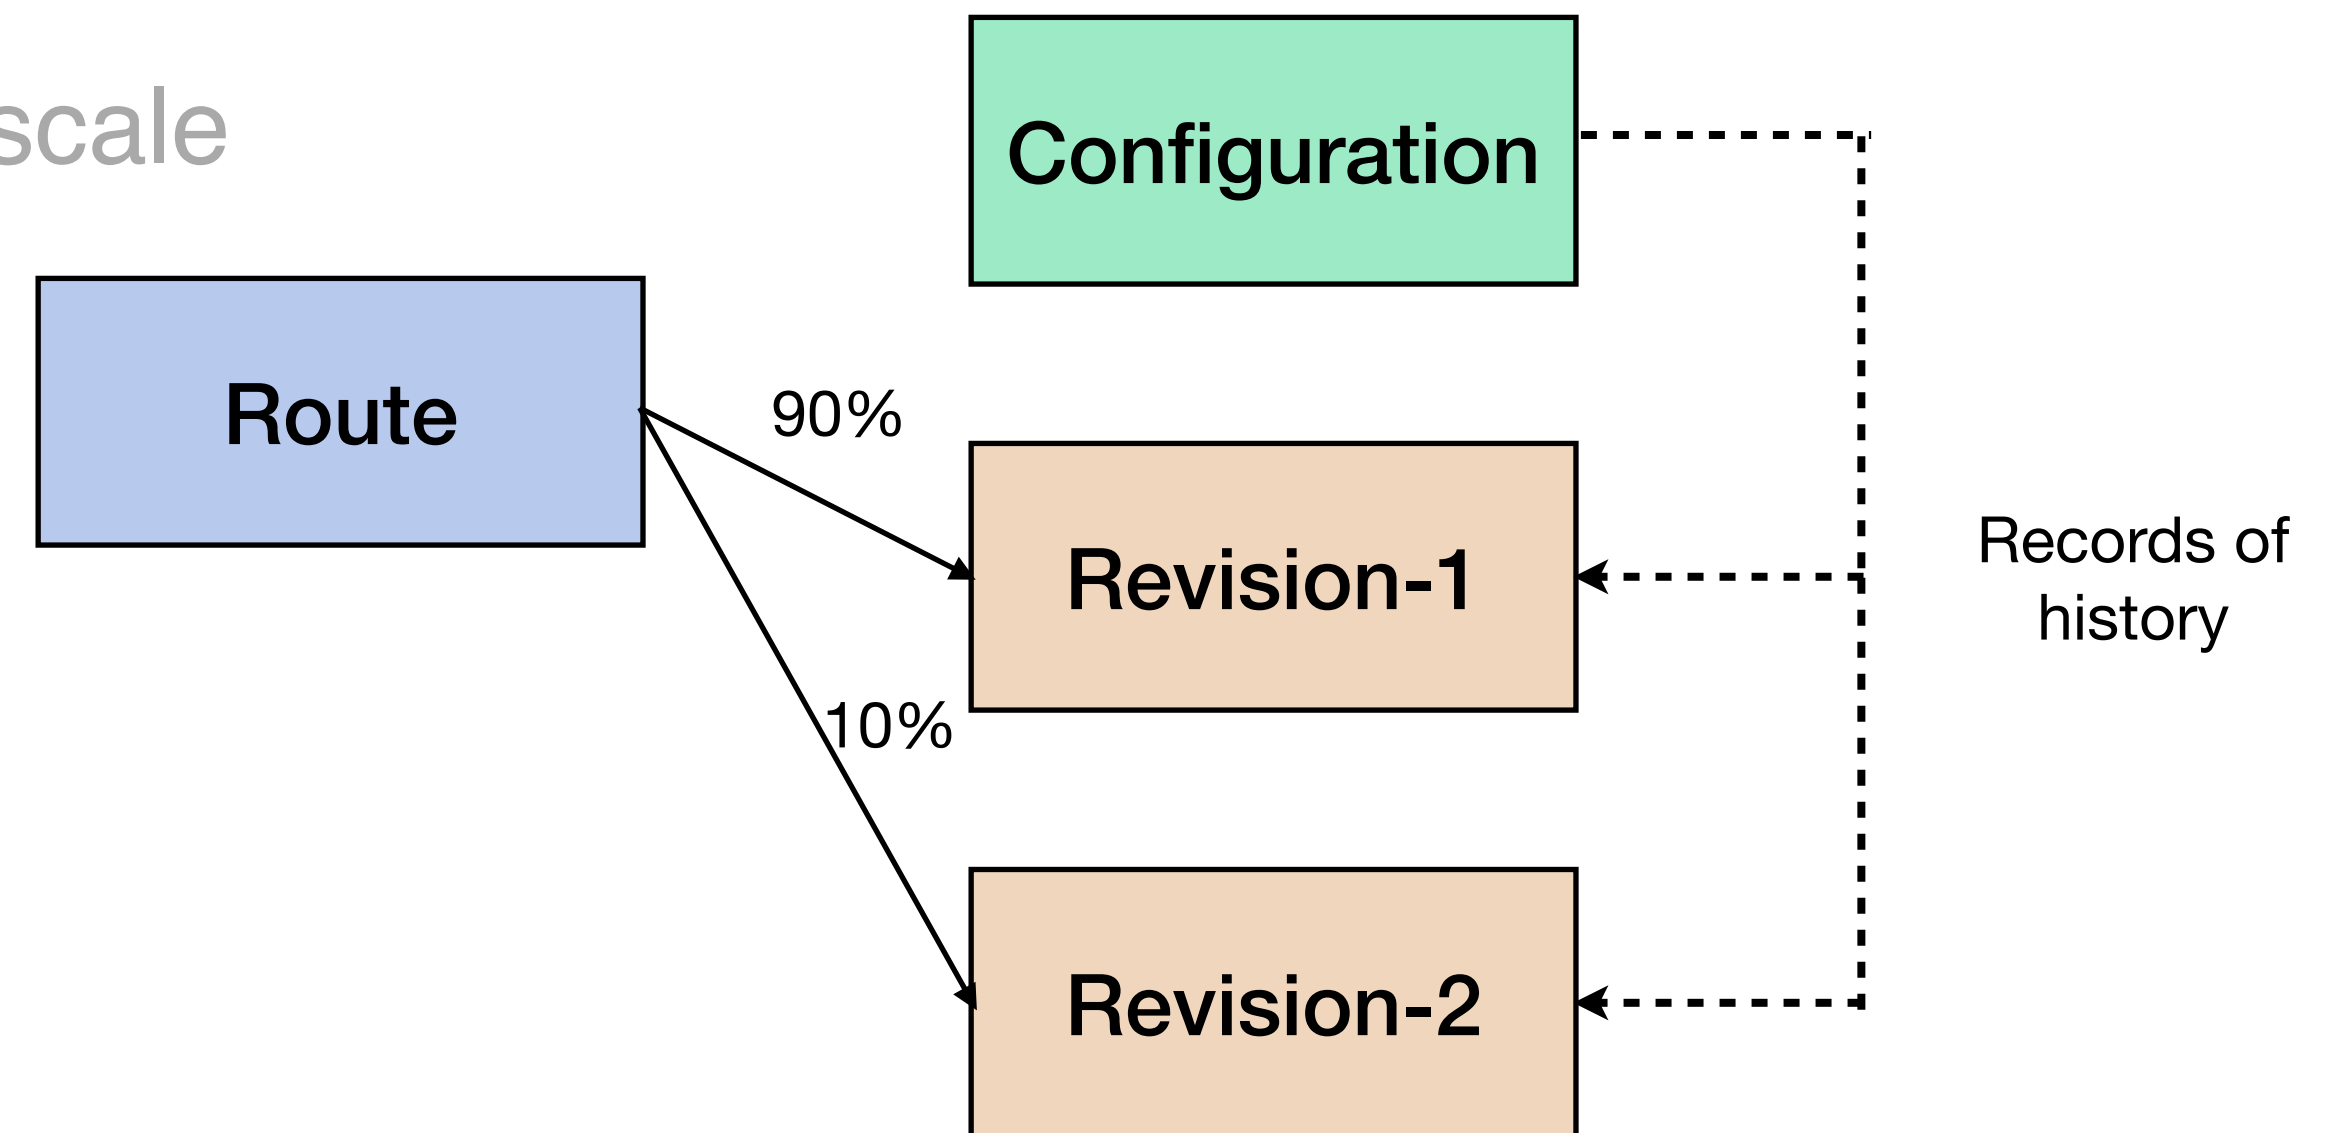 scale
Configuration
Route
90%
Revision-1
Records of
history
10%
Revision-2